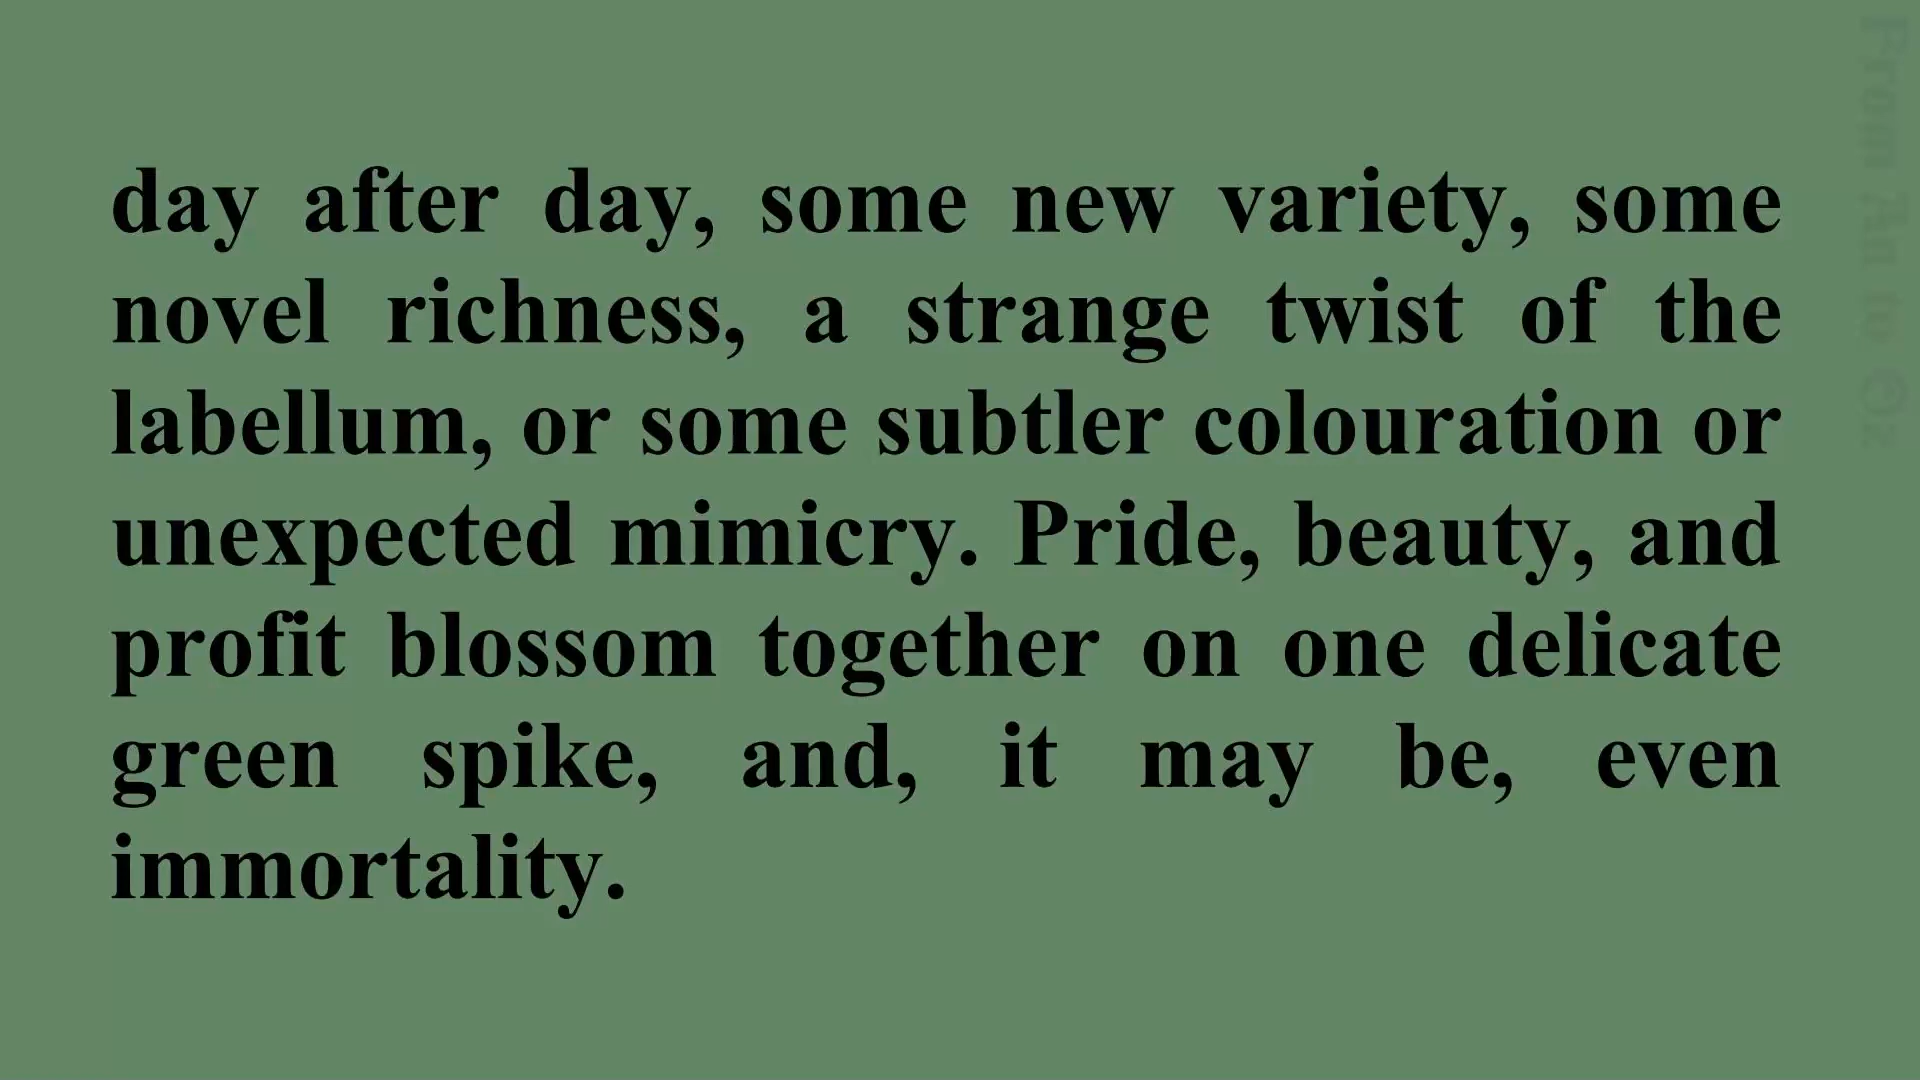 day after day, some new variety, some
novel richness, a strange twist of the
labellum, or some subtler colouration or
unexpected mimicry. Pride, beauty, and
profit blossom together on one delicate
green spike, and, it may be, even
immortality.